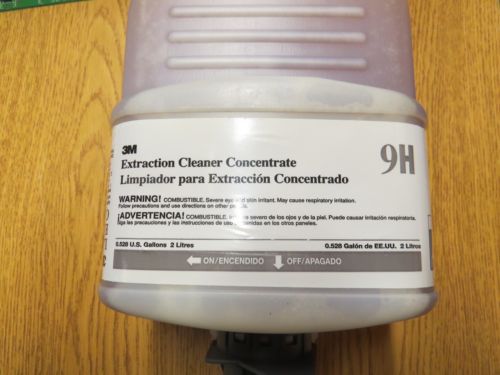 3M
Extraction Cleaner Concentrate
Limpiador para Extracción Concentrado
9H
WARNING! COMBUSTIBLE. Severe eye and skin irritant. May cause respiratory irritation.
Follow precautions and use directions on other panels.
¡ADVERTENCIA! COMBUSTIBLE. severo de los ojos y de la piel. Puede causar irritación respiratoria.
Siga las precauciones y las instrucciones de uso en los otros paneles.
0.528 U.S. Gallons 2 Litres
0.528 Galón de EE.UU. 2 Litros
ON/ENCENDIDO OFF/APAGADO